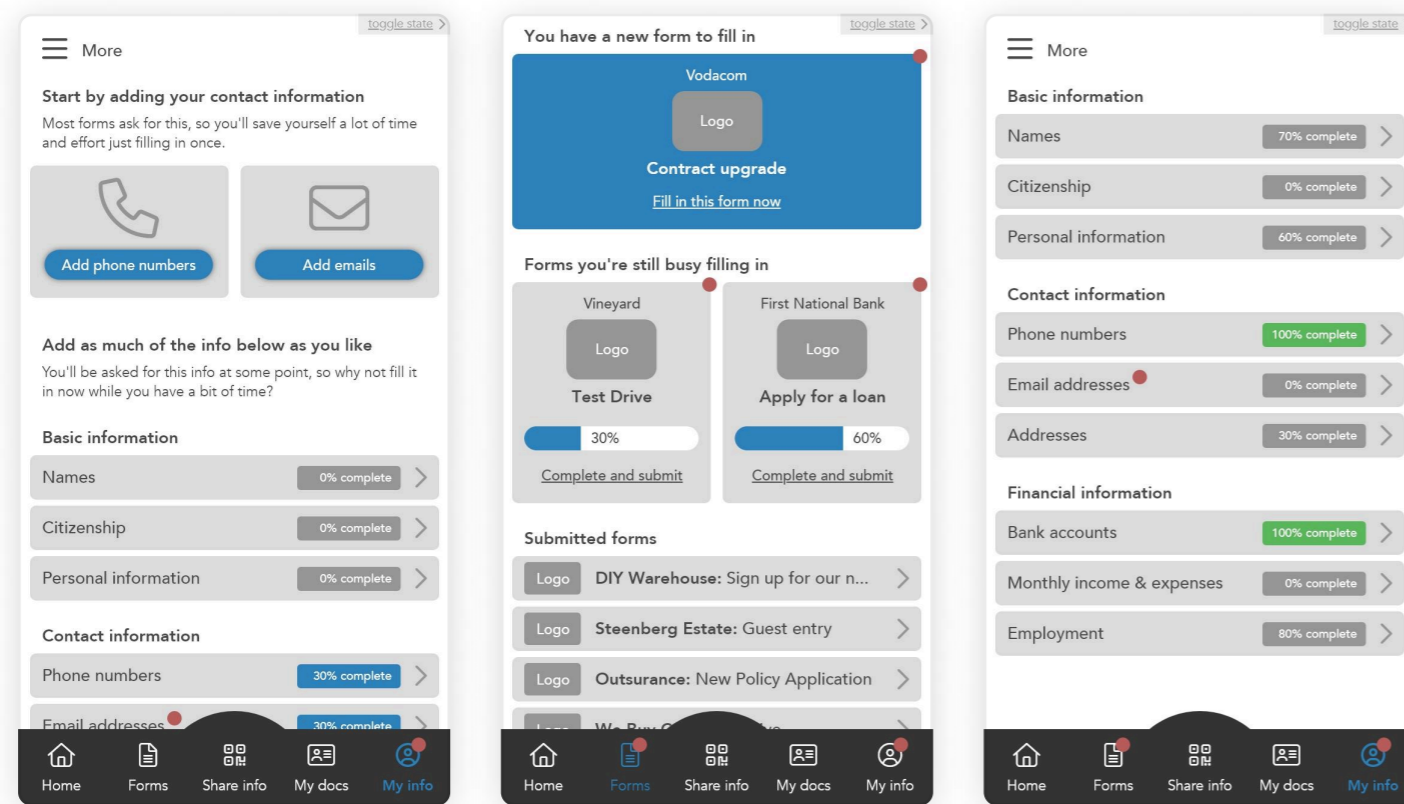 toggle state
More
Start by adding your contact information
Most forms ask for this, so you'll save yourself a lot of time
and effort just filling in once.
Add phone numbers
Add emails
Add as much of the info below as you like
You'll be asked for this info at some point, so why not fill it
in now while you have a bit of time?
Basic information
Names 0% complete
Citizenship 0% complete
Personal information 0% complete
Contact information
Phone numbers 30% complete
Email addresses 30% complete
Home Forms Share info My docs My info
toggle state
You have a new form to fill in
Vodacom
Logo
Contract upgrade
Fill in this form now
Forms you're still busy filling in
Vineyard
Logo
Test Drive
30%
Complete and submit
First National Bank
Logo
Apply for a loan
60%
Complete and submit
Submitted forms
Logo DIY Warehouse: Sign up for our n...
Logo Steenberg Estate: Guest entry
Logo Outsurance: New Policy Application
Logo We Buy
Home Forms Share info My docs My info
toggle state
More
Basic information
Names 70% complete
Citizenship 0% complete
Personal information 60% complete
Contact information
Phone numbers 100% complete
Email addresses 0% complete
Addresses 30% complete
Financial information
Bank accounts 100% complete
Monthly income & expenses 0% complete
Employment 80% complete
Home Forms Share info My docs My info